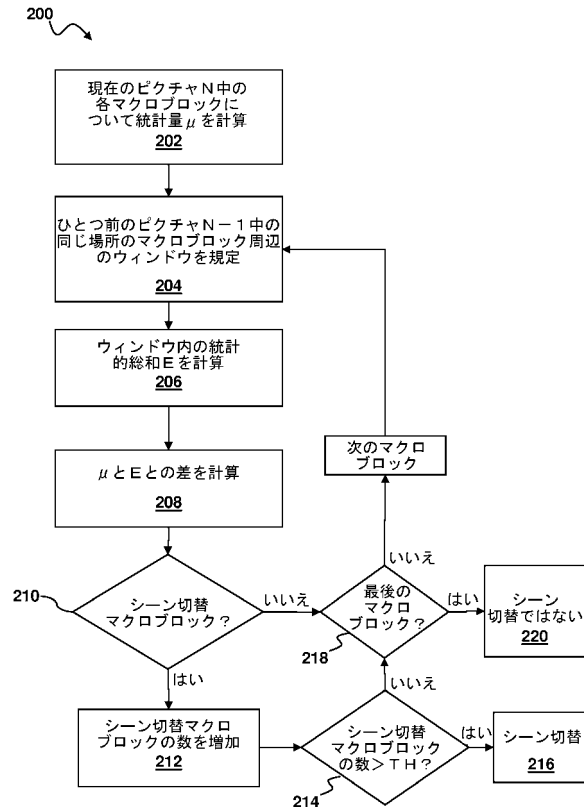 200
現在のピクチャN中の
各マクロブロックに
ついて統計量μを計算
202
ひとつ前のピクチャN－1中の
同じ場所のマクロブロック周辺
のウィンドウを規定
204
ウィンドウ内の統計
的総和Eを計算
206
次のマクロ
ブロック
μとEとの差を計算
208
いいえ
210
シーン切替
マクロブロック？
いいえ
最後の
マクロ
ブロック？
218
はい
シーン
切替ではない
220
はい
いいえ
シーン切替マクロ
ブロックの数を増加
212
シーン切替
マクロブロック
の数＞TH？
214
はい
シーン切替
216